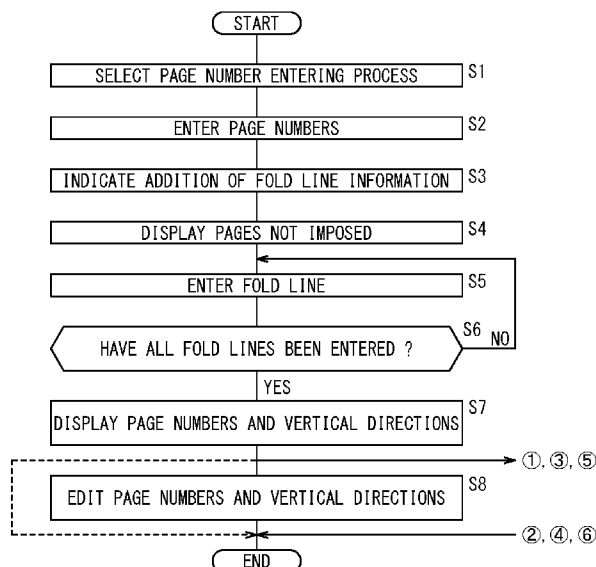 START
SELECT PAGE NUMBER ENTERING PROCESS S1
ENTER PAGE NUMBERS S2
INDICATE ADDITION OF FOLD LINE INFORMATION S3
DISPLAY PAGES NOT IMPOSED S4
ENTER FOLD LINE S5
HAVE ALL FOLD LINES BEEN ENTERED ? S6 NO
YES
DISPLAY PAGE NUMBERS AND VERTICAL DIRECTIONS S7
①, ③, ⑤
EDIT PAGE NUMBERS AND VERTICAL DIRECTIONS S8
②, ④, ⑥
END